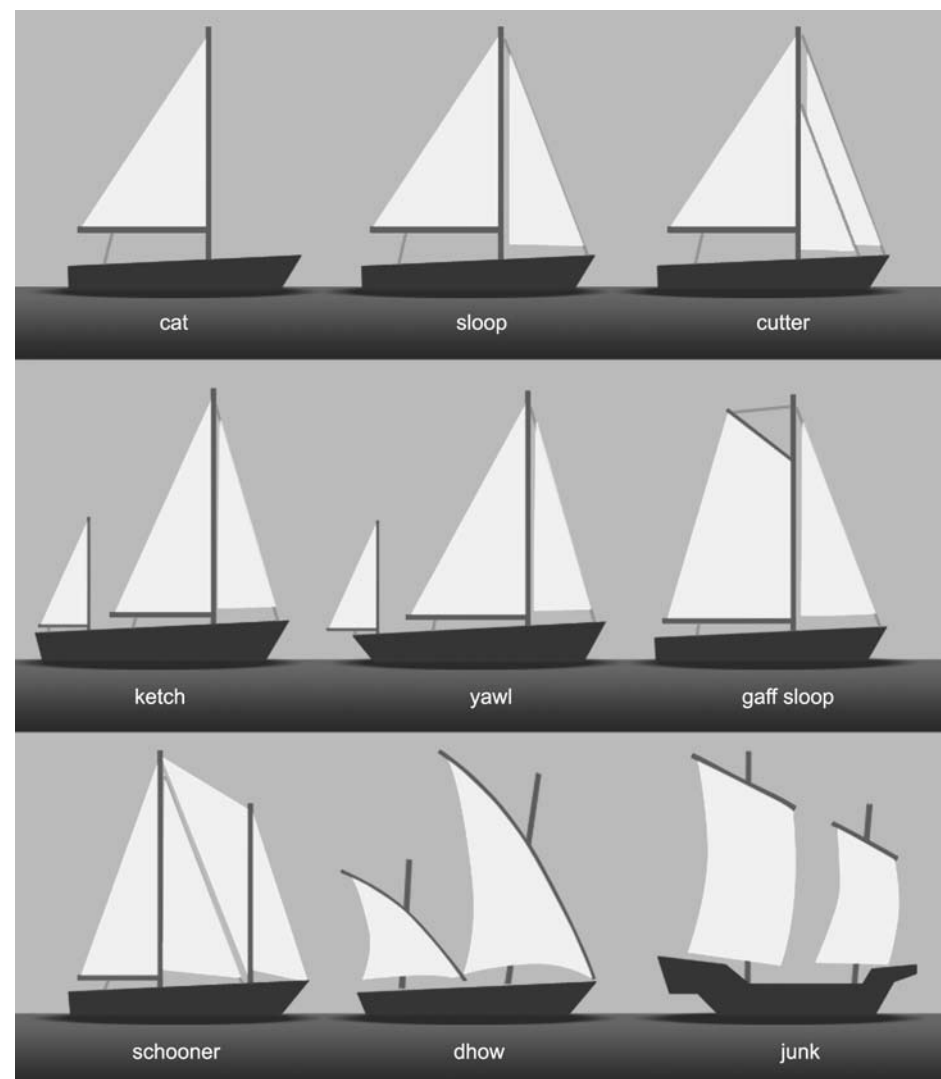 cat
sloop
cutter
ketch
yawl
gaff sloop
schooner
dhow
junk